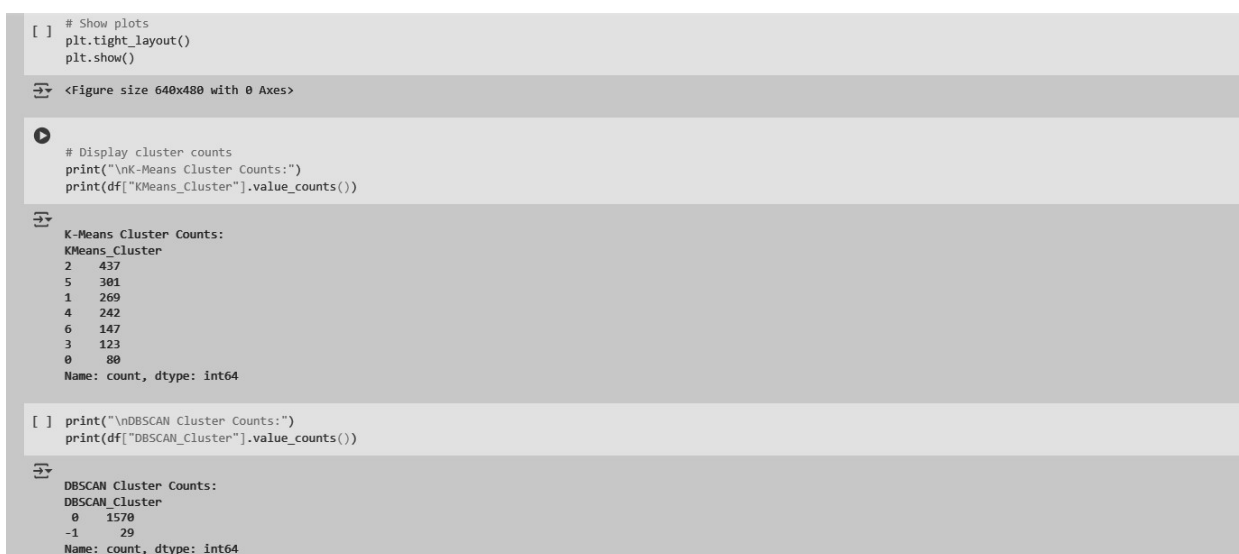 [ ] # Show plots
plt.tight_layout()
plt.show()
<Figure size 640x480 with 0 Axes>
# Display cluster counts
print("\nK-Means Cluster Counts:")
print(df["KMeans_Cluster"].value_counts())
K-Means Cluster Counts:
KMeans_Cluster
2    437
5    301
1    269
4    242
6    147
3    123
0     80
Name: count, dtype: int64
[ ] print("\nDBSCAN Cluster Counts:")
print(df["DBSCAN_Cluster"].value_counts())
DBSCAN Cluster Counts:
DBSCAN_Cluster
 0    1570
-1      29
Name: count, dtype: int64